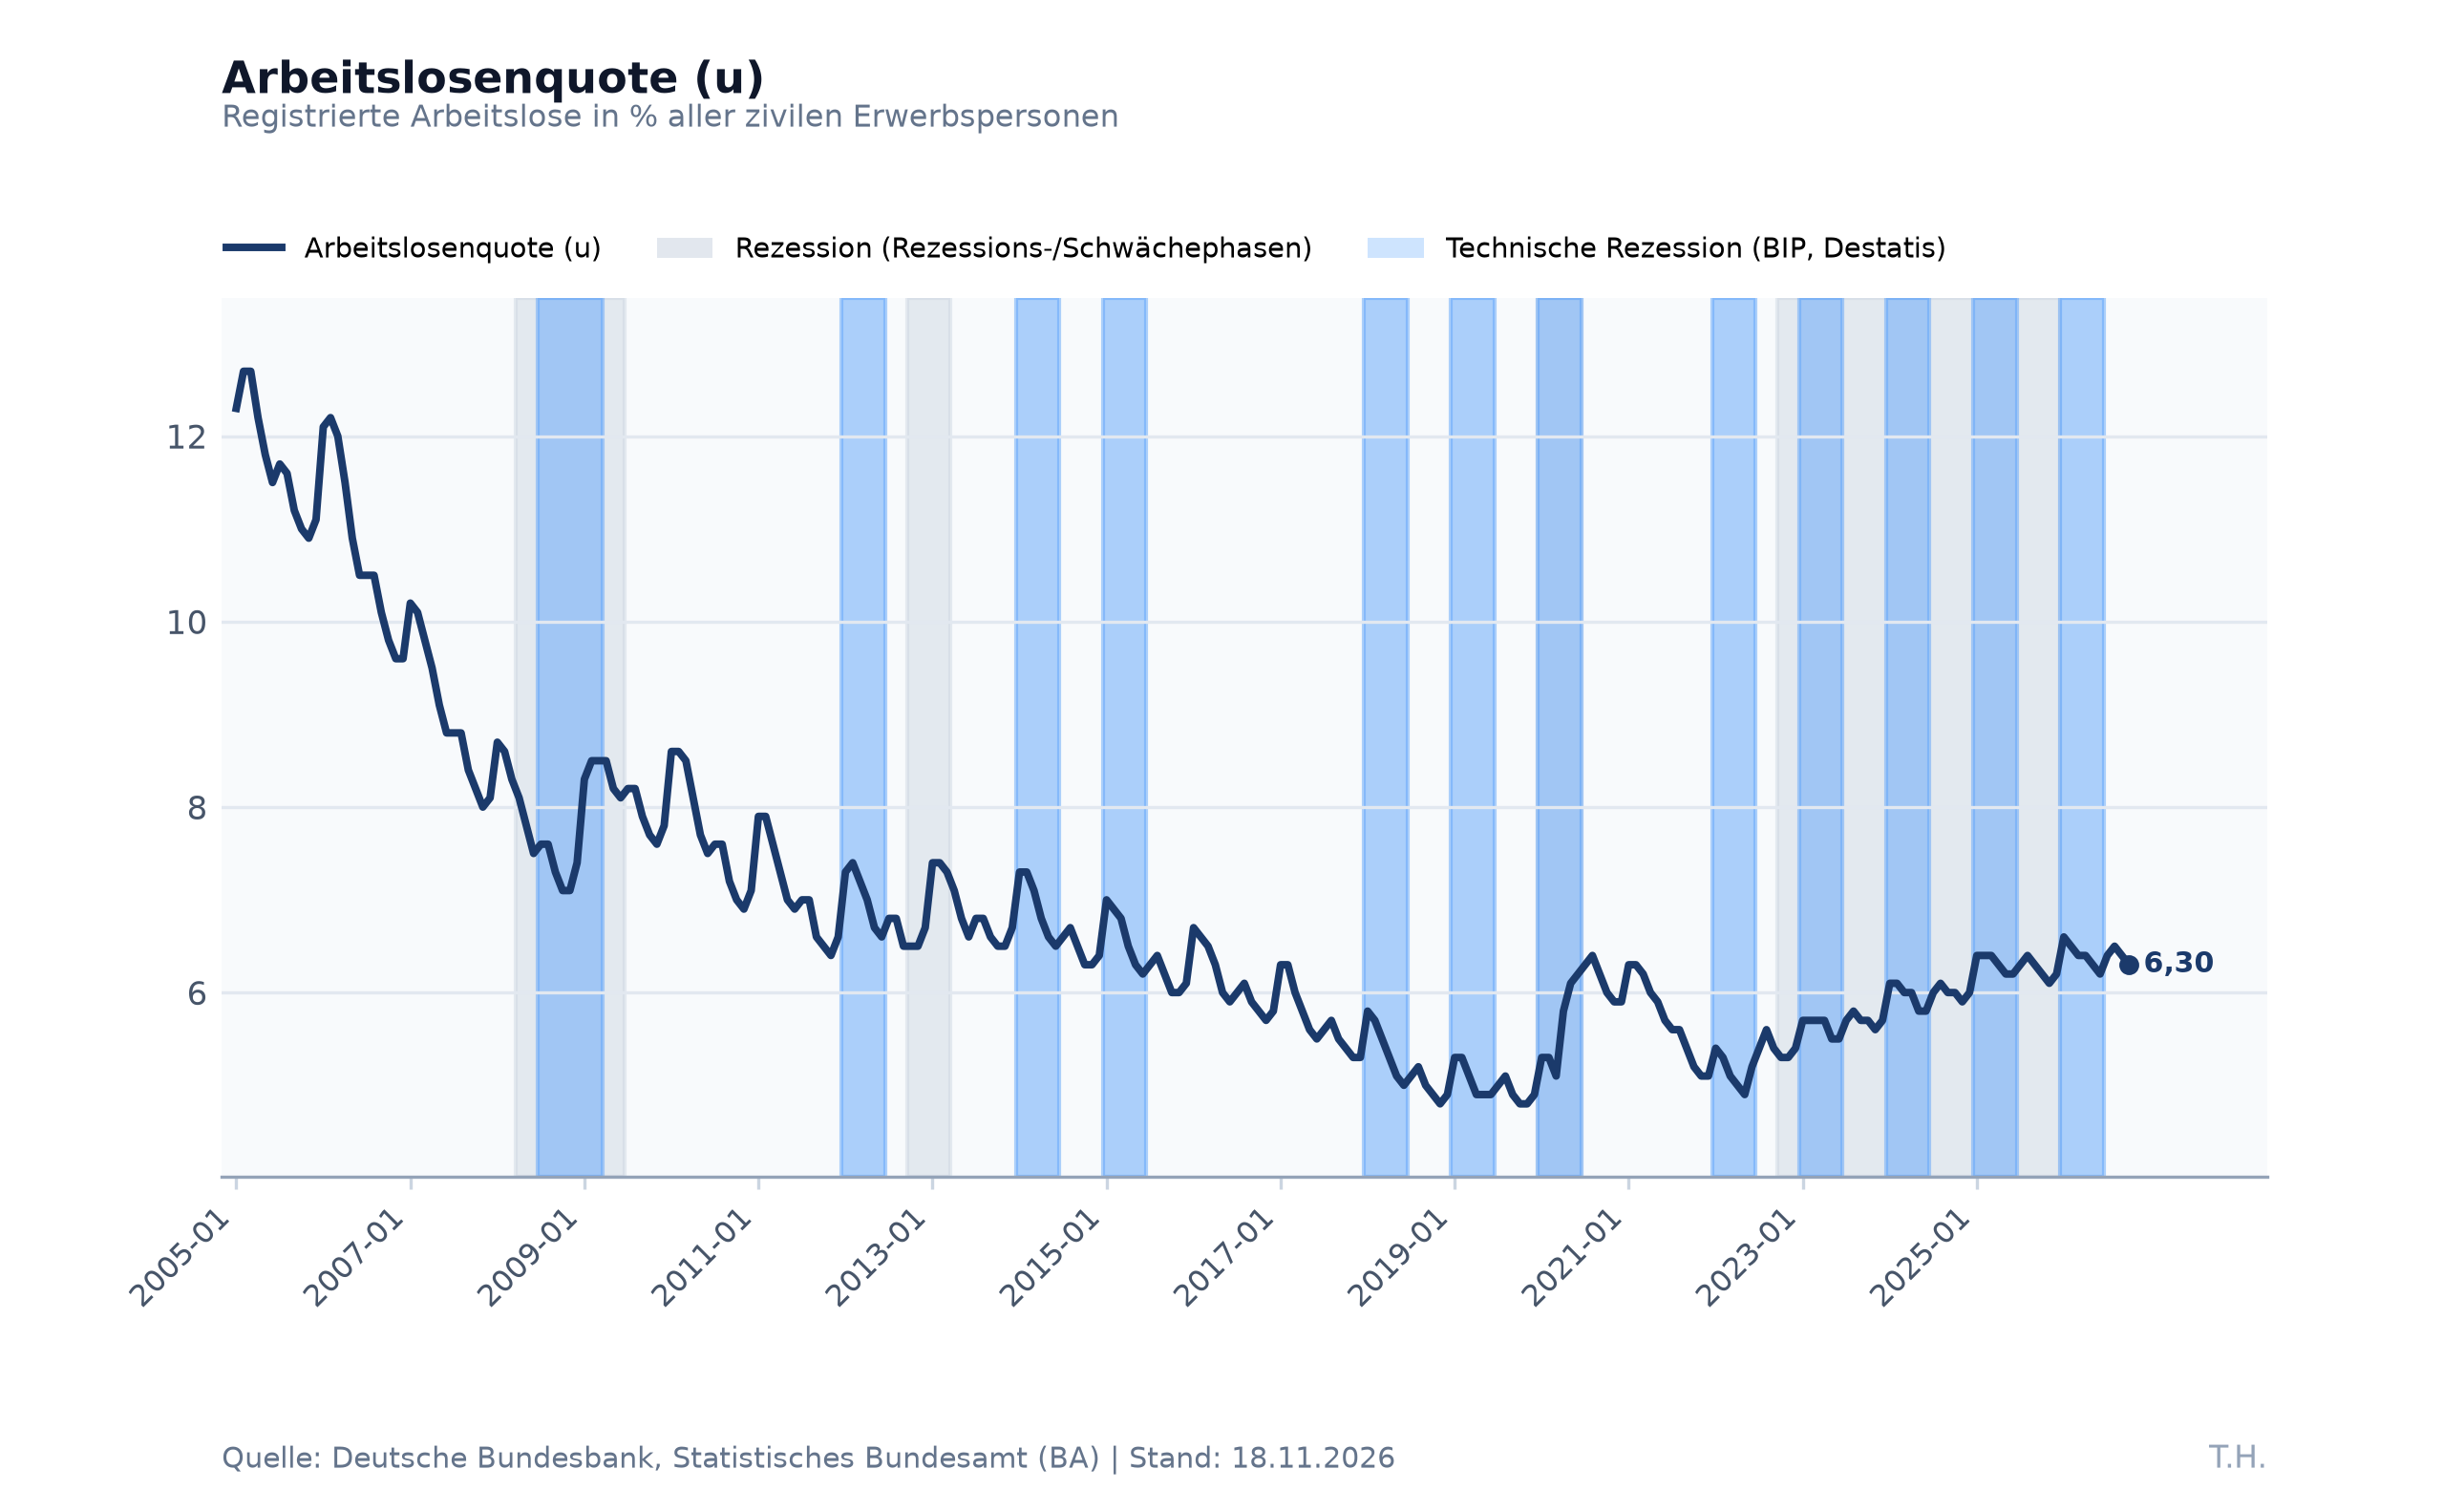 Arbeitslosenquote (u)
Registrierte Arbeitslose in % aller zivilen Erwerbspersonen
Arbeitslosenquote (u)
Rezession (Rezessions-/Schwächephasen)
Technische Rezession (BIP, Destatis)
12
10
8
6
6,30
2005-01
2007-01
2009-01
2011-01
2013-01
2015-01
2017-01
2019-01
2021-01
2023-01
2025-01
Quelle: Deutsche Bundesbank, Statistisches Bundesamt (BA) | Stand: 18.11.2026
T.H.